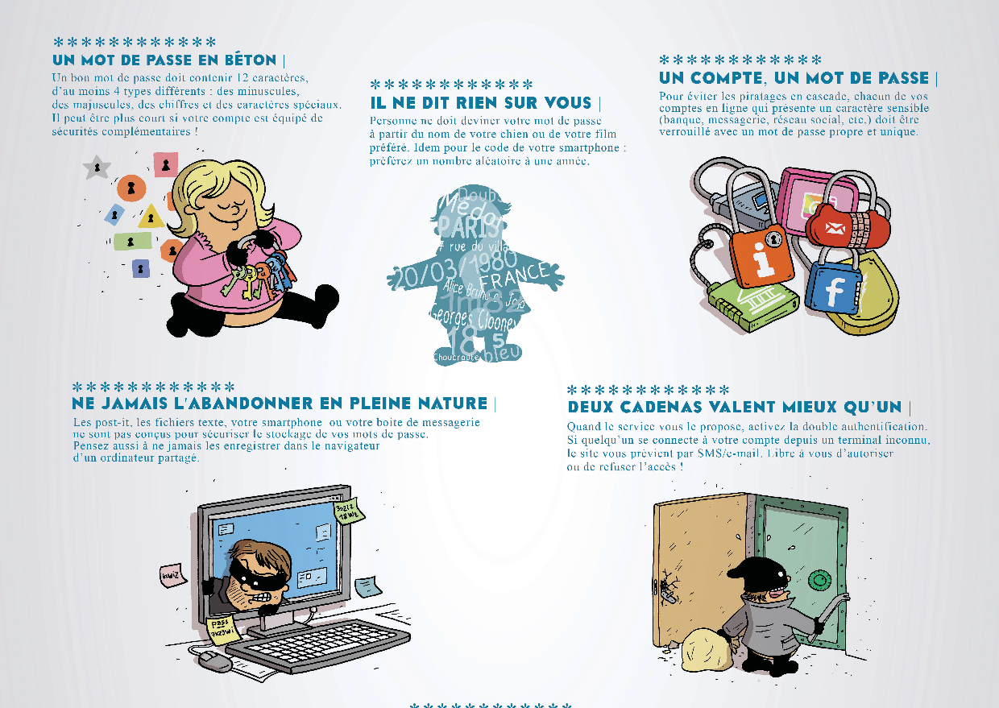 ************
UN MOT DE PASSE EN BÉTON |
Un bon mot de passe doit contenir 12 caractères,
d'au moins 4 types différents : des minuscules,
des majuscules, des chiffres et des caractères spéciaux.
Il peut être plus court si votre compte est équipé de
sécurités complémentaires !
************
IL NE DIT RIEN SUR VOUS |
Personne ne doit deviner votre mot de passe
à partir du nom de votre chien ou de votre film
préféré. Idem pour le code de votre smartphone :
préférez un nombre aléatoire à une année.
************
UN COMPTE, UN MOT DE PASSE |
Pour éviter les piratages en cascade, chacun de vos
comptes en ligne qui présente un caractère sensible
(banque, messagerie, réseau social, etc.) doit être
verrouillé avec un mot de passe propre et unique.
Doubs
Médor
PARIS
7 rue du village
20/03/1980
FRANCE
Alice Bruno & Jojo
Georges Clooney
18 5
Choucroute bleu
i
f
************
NE JAMAIS L'ABANDONNER EN PLEINE NATURE |
Les post-it, les fichiers texte, votre smartphone ou votre boite de messagerie
ne sont pas conçus pour sécuriser le stockage de vos mots de passe.
Pensez aussi à ne jamais les enregistrer dans le navigateur
d'un ordinateur partagé.
************
DEUX CADENAS VALENT MIEUX QU'UN |
Quand le service vous le propose, activez la double authentification.
Si quelqu'un se connecte à votre compte depuis un terminal inconnu,
le site vous prévient par SMS/e-mail. Libre à vous d'autoriser
ou de refuser l'accès !
kwiz
pass
************